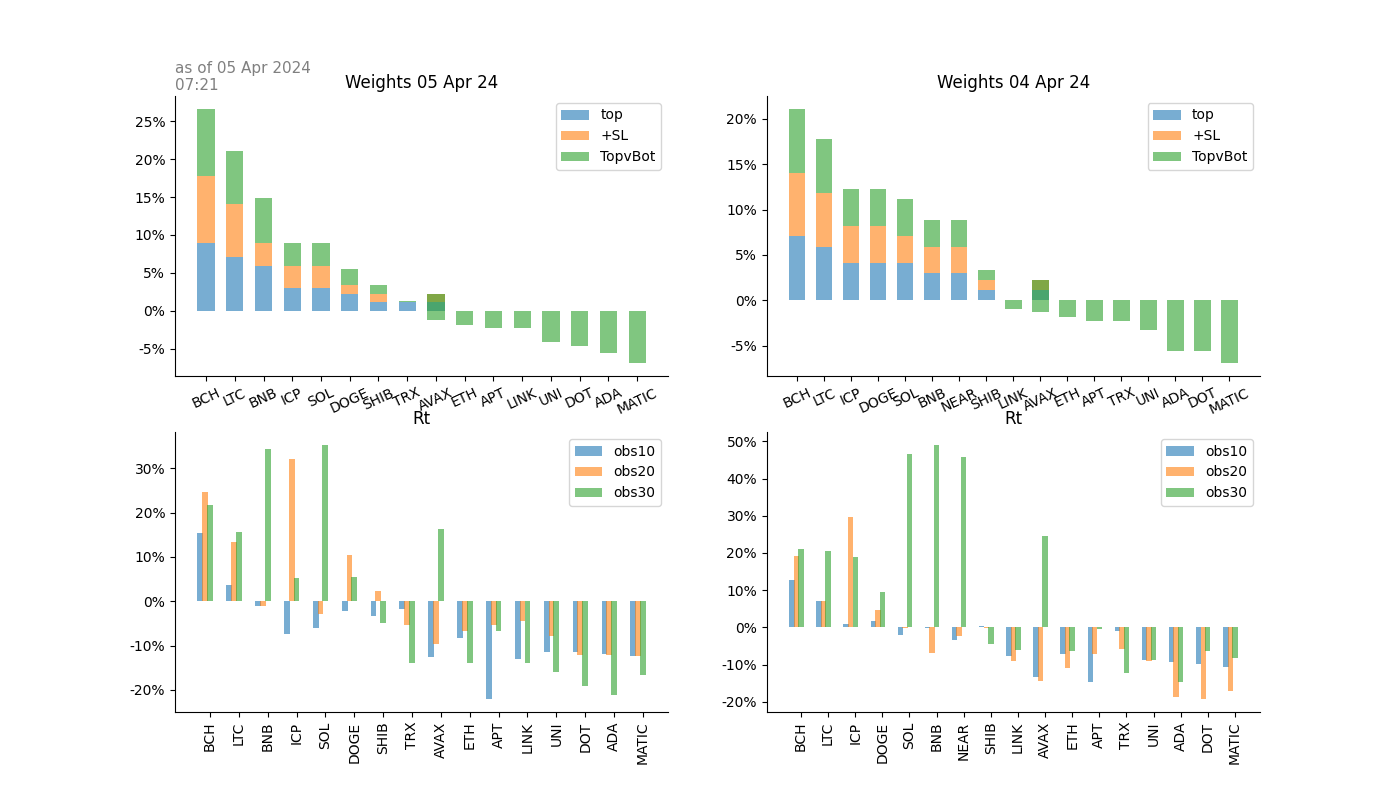 as of 05 Apr 2024
07:21
Weights 05 Apr 24
25%
20%
15%
10%
5%
0%
-5%
top
+SL
TopvBot
BCH LTC BNB ICP SOL DOGE SHIB TRX AVAX ETH APT LINK UNI DOT ADA MATIC
Weights 04 Apr 24
20%
15%
10%
5%
0%
-5%
top
+SL
TopvBot
BCH LTC ICP DOGE SOL BNB NEAR SHIB LINK AVAX ETH APT TRX UNI ADA DOT MATIC
Rt
30%
20%
10%
0%
-10%
-20%
obs10
obs20
obs30
BCH LTC BNB ICP SOL DOGE SHIB TRX AVAX ETH APT LINK UNI DOT ADA MATIC
Rt
50%
40%
30%
20%
10%
0%
-10%
-20%
obs10
obs20
obs30
BCH LTC ICP DOGE SOL BNB NEAR SHIB LINK AVAX ETH APT TRX UNI ADA DOT MATIC